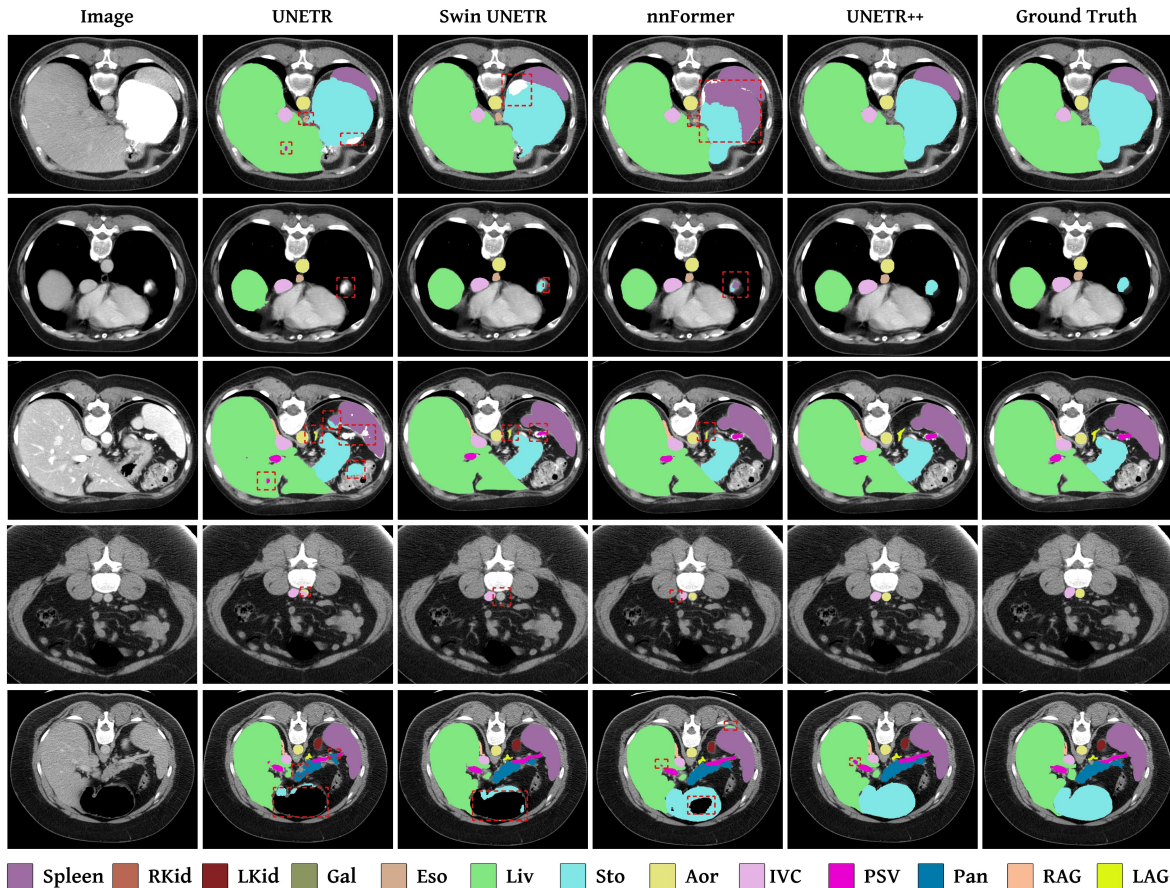 Image UNETR Swin UNETR nnFormer UNETR++ Ground Truth
Spleen RKid LKid Gal Eso Liv Sto Aor IVC PSV Pan RAG LAG